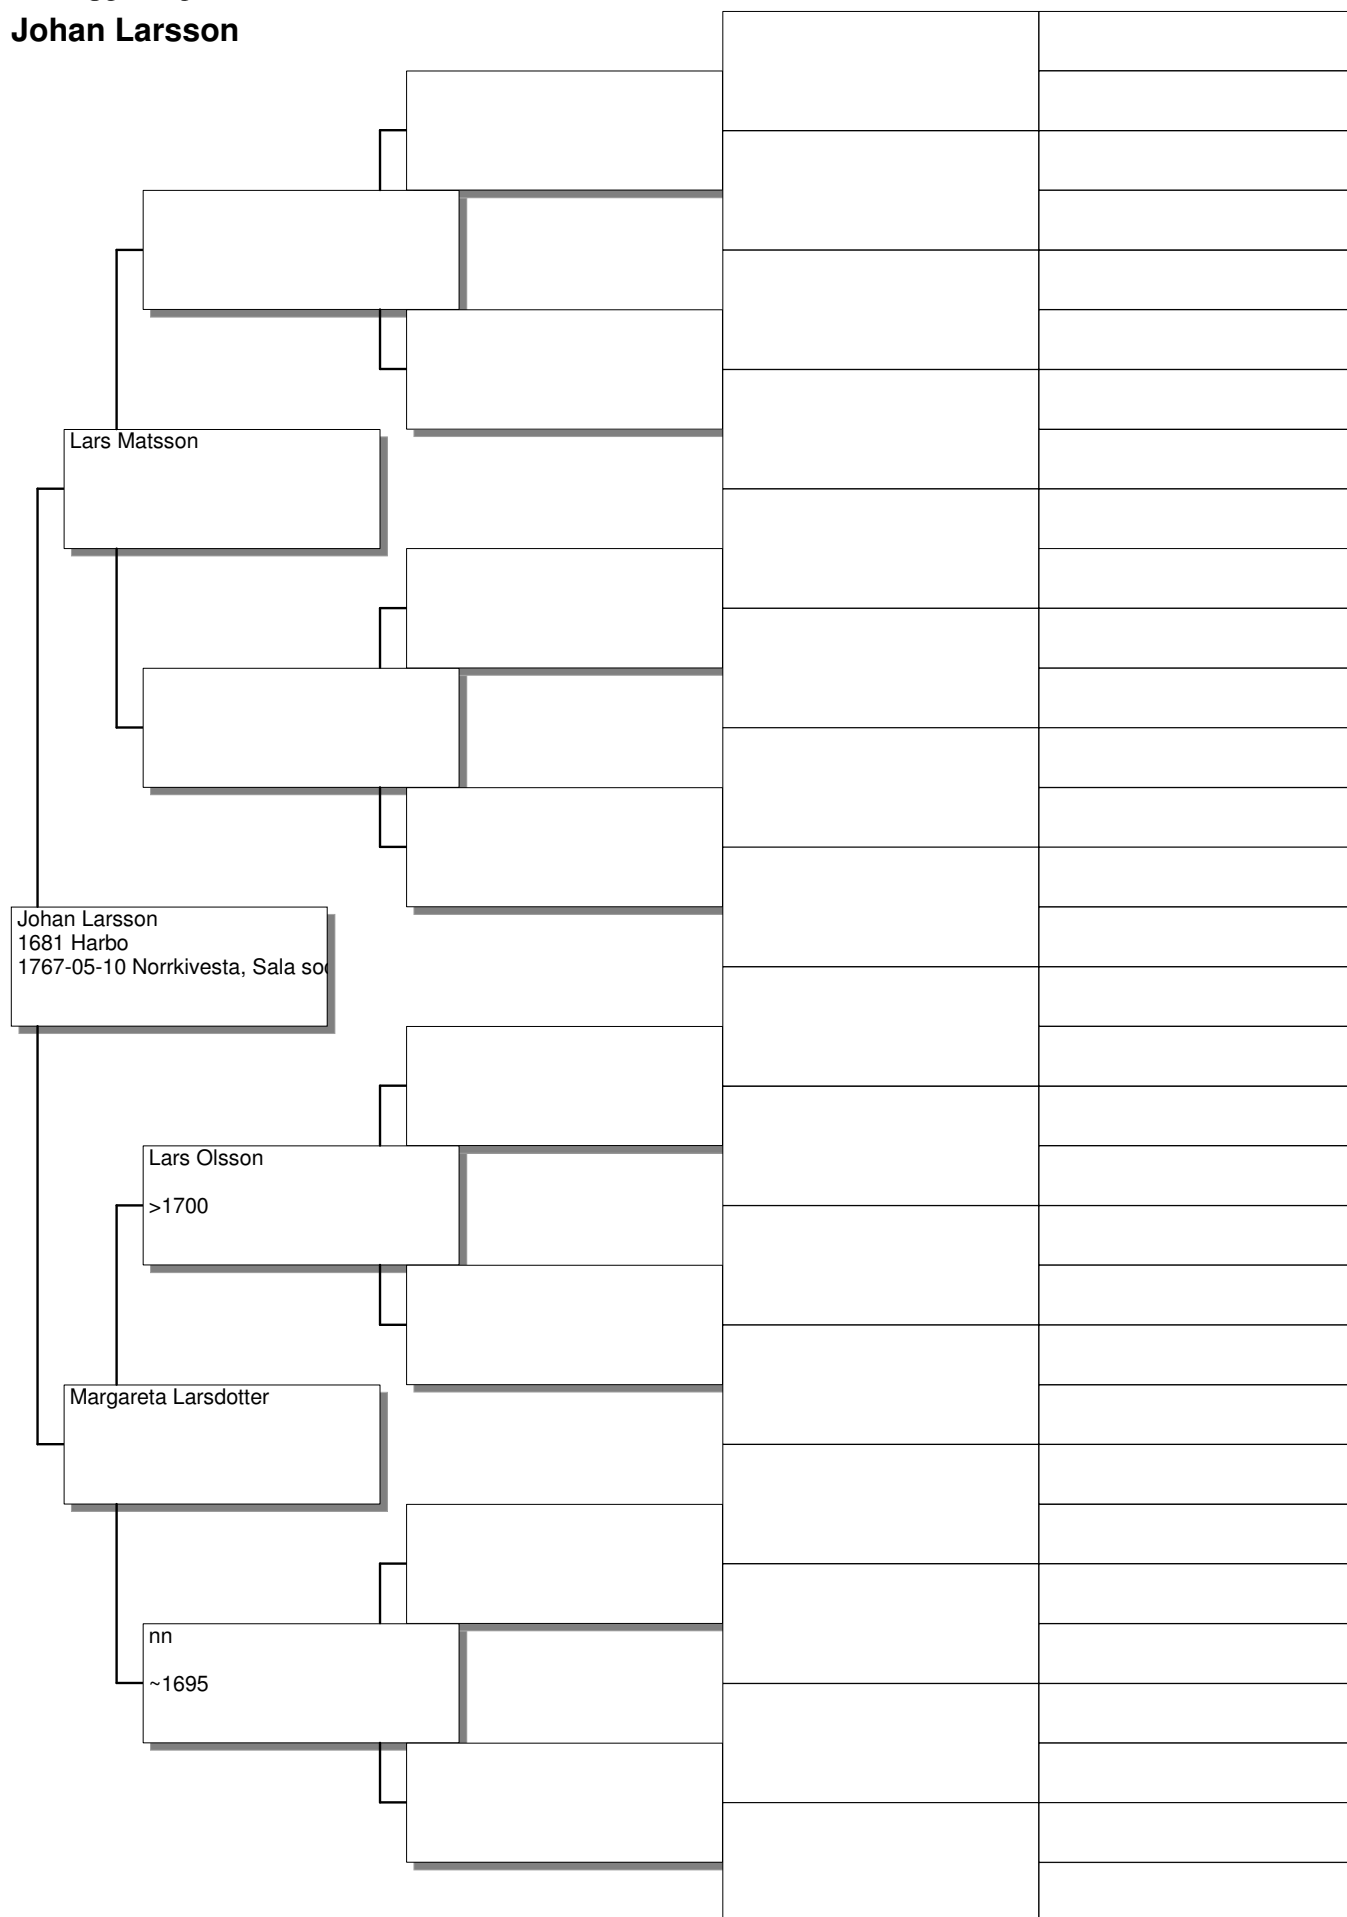 Johan Larsson
Lars Matsson
Johan Larsson
1681 Harbo
1767-05-10 Norrkivesta, Sala
Lars Olsson
>1700
Margareta Larsdotter
nn
~1695